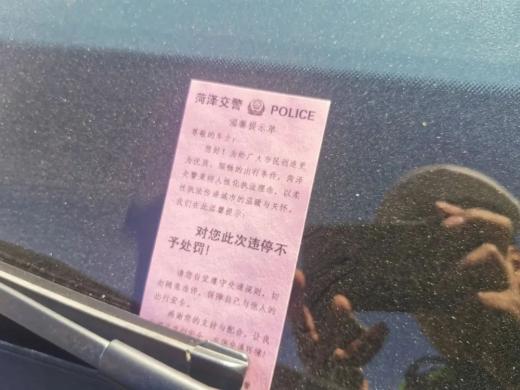 菏泽交警 POLICE
温馨提示单
尊敬的车主:
您好!为给广大市民创造更
为优质、顺畅的出行条件,菏泽
交警秉持人性化执法理念,以柔
性执法传递城市的温暖与关怀,
我们在此温馨提示:
对您此次违停不
予处罚!
请您自觉遵守交通规则,切
勿随意违停,保障自己与他人的
出行安全。
感谢您的支持与配合,让我